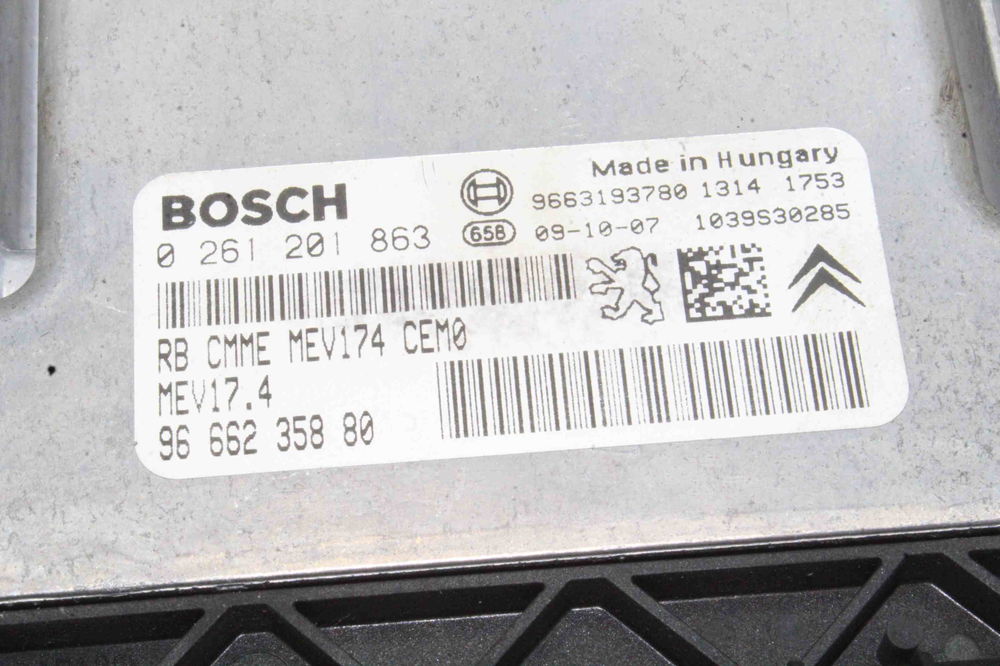 BOSCH
0 261 201 863
Made in Hungary
9663193780 1314 1753
658 09-10-07 1039S30285
RB CMME MEV174 CEM0
MEV17.4
96 662 358 80